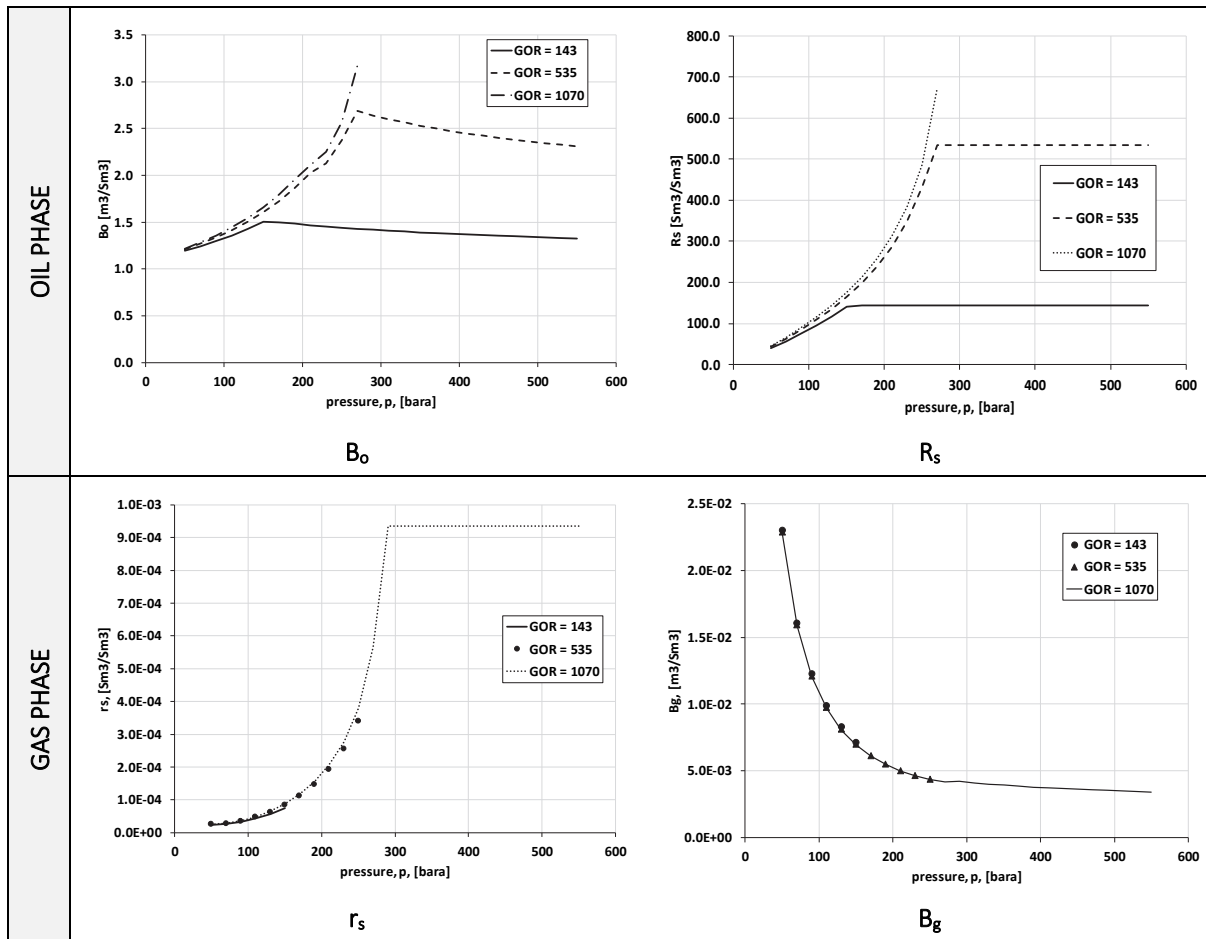 OIL PHASE
3.5
3.0
2.5
2.0
1.5
1.0
0.5
0.0
Bo [m3/Sm3]
GOR = 143
GOR = 535
GOR = 1070
0 100 200 300 400 500 600
pressure, p, [bara]
Bo
800.0
700.0
600.0
500.0
400.0
300.0
200.0
100.0
0.0
Rs [Sm3/Sm3]
GOR = 143
GOR = 535
GOR = 1070
0 100 200 300 400 500 600
pressure, p, [bara]
Rs
GAS PHASE
1.0E-03
9.0E-04
8.0E-04
7.0E-04
6.0E-04
5.0E-04
4.0E-04
3.0E-04
2.0E-04
1.0E-04
0.0E+00
rs, [Sm3/Sm3]
GOR = 143
GOR = 535
GOR = 1070
0 100 200 300 400 500 600
pressure, p, [bara]
rs
2.5E-02
2.0E-02
1.5E-02
1.0E-02
5.0E-03
0.0E+00
Bg, [m3/Sm3]
GOR = 143
GOR = 535
GOR = 1070
0 100 200 300 400 500 600
pressure, p, [bara]
Bg